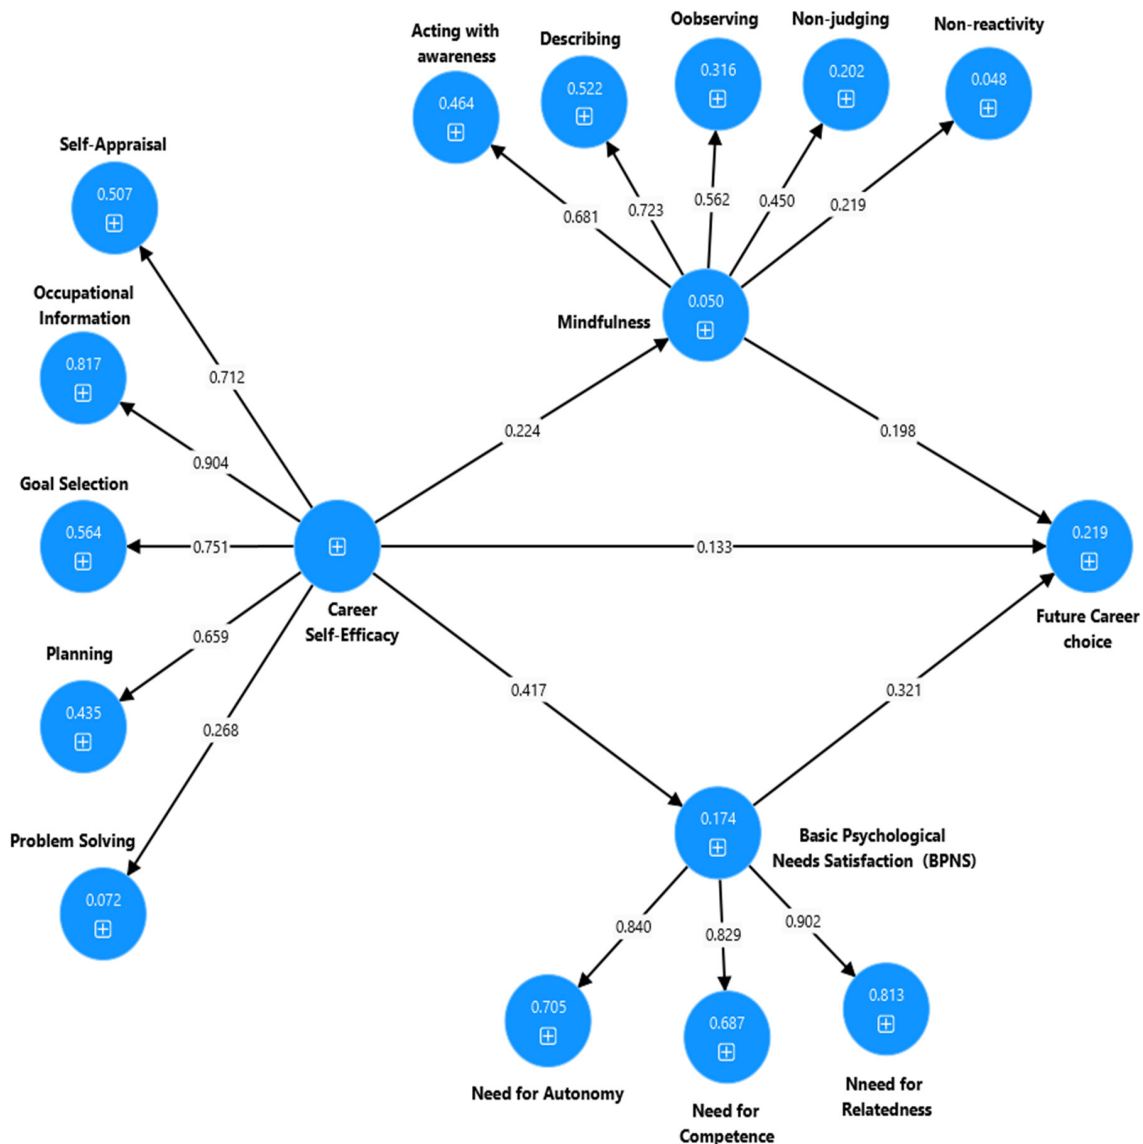 Acting with
awareness
Describing
Oobserving
Non-judging
Non-reactivity
0.464
0.522
0.316
0.202
0.048
0.681
0.723
0.562
0.450
0.219
Self-Appraisal
0.507
Occupational
Information
0.817
Goal Selection
0.564
Planning
0.435
Problem Solving
0.072
0.712
0.904
0.751
0.659
0.268
Career
Self-Efficacy
Mindfulness
0.050
0.224
0.198
0.133
0.417
0.321
0.219
Future Career
choice
0.174
Basic Psychological
Needs Satisfaction（BPNS)
0.840
0.829
0.902
0.705
0.687
0.813
Need for Autonomy
Need for
Competence
Nneed for
Relatedness